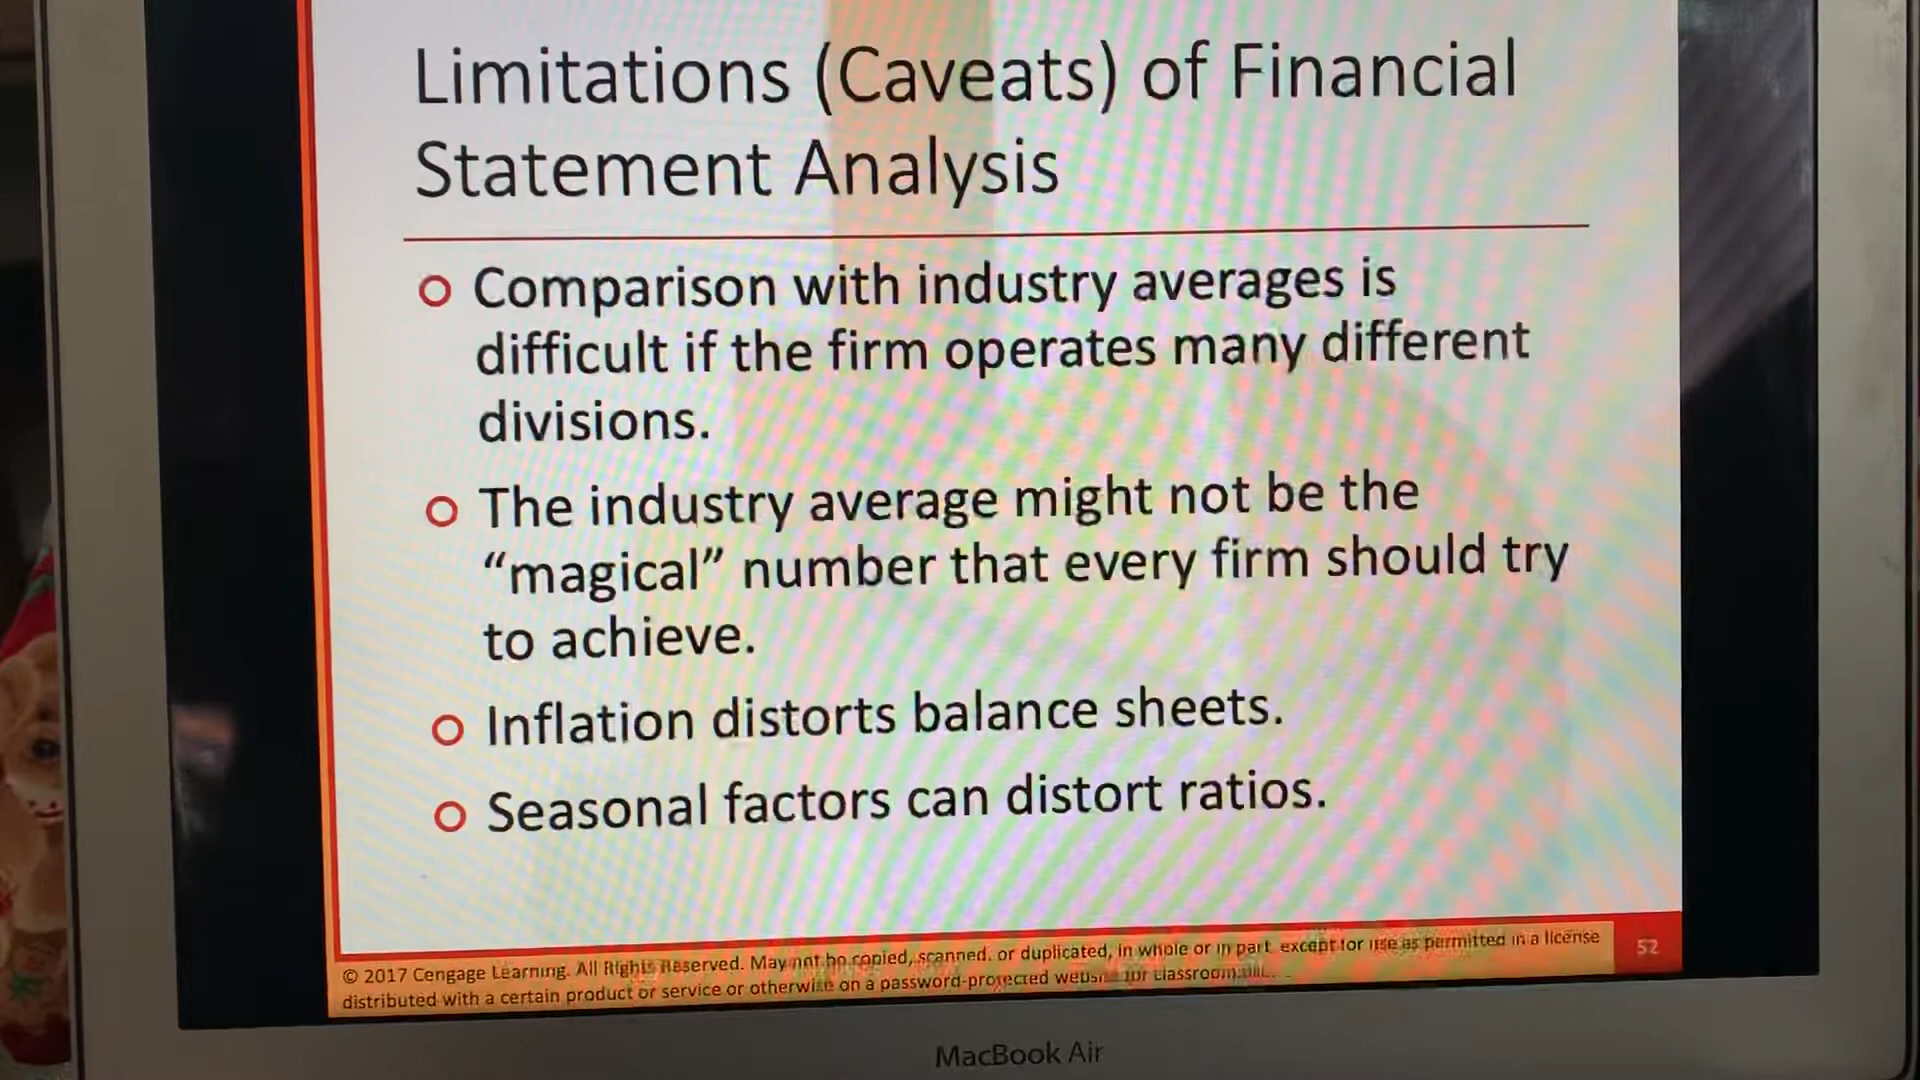 Limitations (Caveats) of Financial
Statement Analysis
Comparison with industry averages is
difficult if the firm operates many different
divisions.
The industry average might not be the
“magical” number that every firm should try
to achieve.
Inflation distorts balance sheets.
Seasonal factors can distort ratios.
© 2017 Cengage Learning. All Rights Reserved. May not be copied, scanned, or duplicated, in whole or in part, except for use as permitted in a license
distributed with a certain product or service or otherwise on a password-protected website for classroom
52
MacBook Air